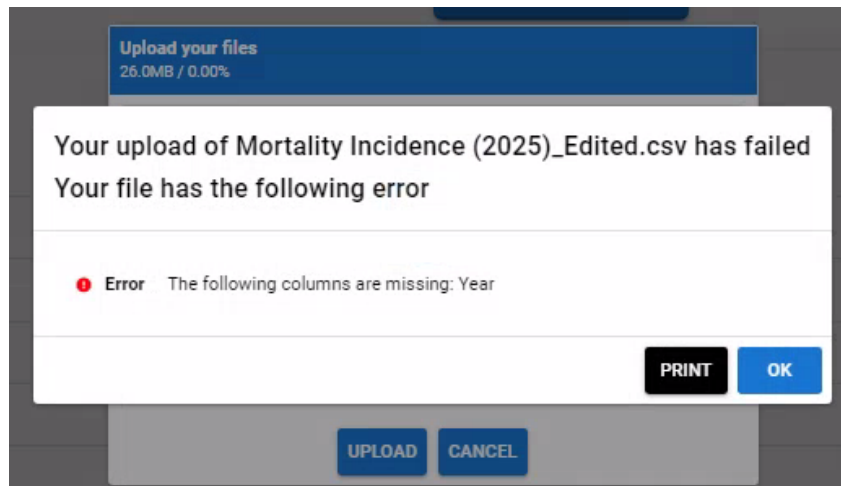 Upload your files
26.0MB / 0.00%
Your upload of Mortality Incidence (2025)_Edited.csv has failed
Your file has the following error
Error The following columns are missing: Year
PRINT OK
UPLOAD CANCEL